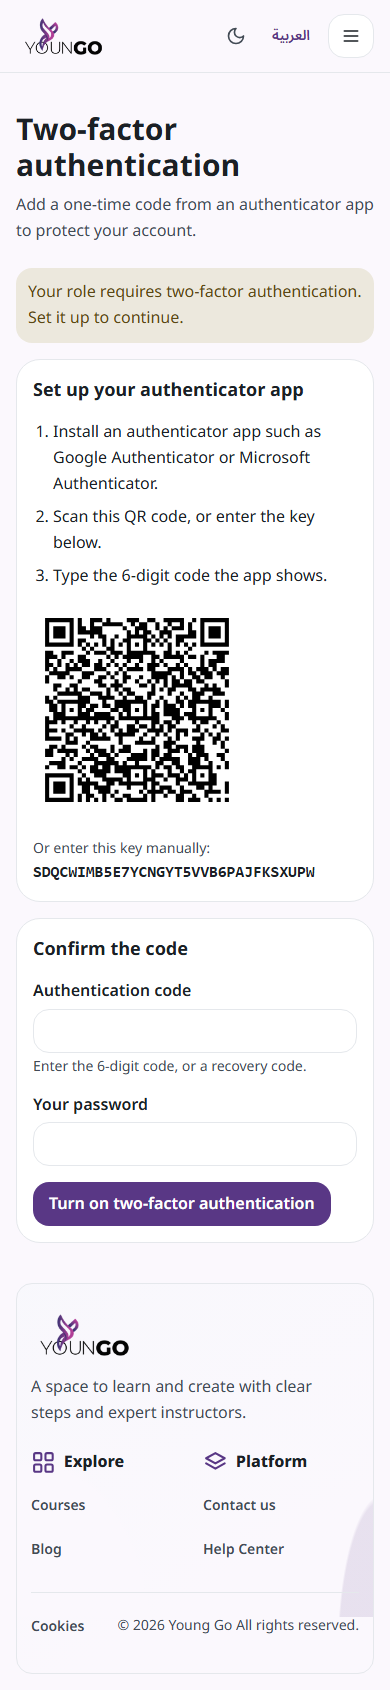 YOUNGO
العربية
Two-factor
authentication
Add a one-time code from an authenticator app
to protect your account.
Your role requires two-factor authentication.
Set it up to continue.
Set up your authenticator app
1. Install an authenticator app such as
Google Authenticator or Microsoft
Authenticator.
2. Scan this QR code, or enter the key
below.
3. Type the 6-digit code the app shows.
Or enter this key manually:
SDQCWIMB5E7YCNGYT5VVB6PAJFKSXUPW
Confirm the code
Authentication code
Enter the 6-digit code, or a recovery code.
Your password
Turn on two-factor authentication
YOUNGO
A space to learn and create with clear
steps and expert instructors.
Explore
Platform
Courses
Contact us
Blog
Help Center
Cookies
© 2026 Young Go All rights reserved.